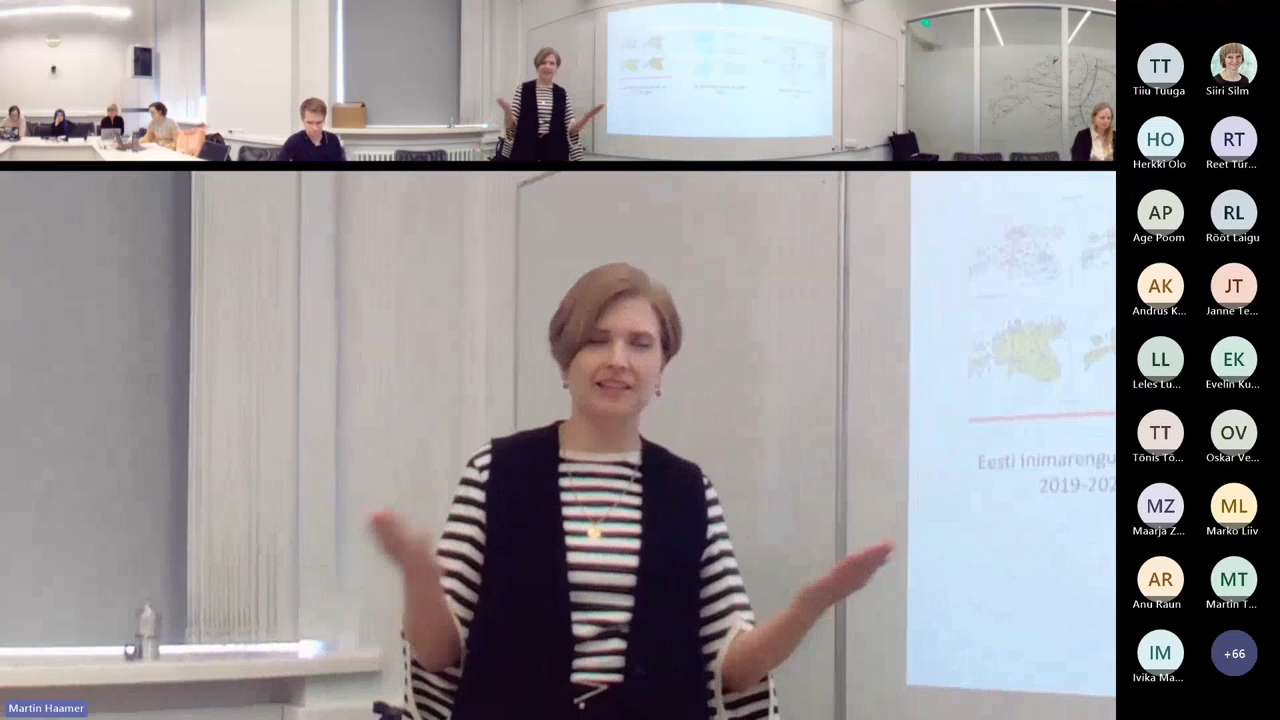 TT
Tiiu Tuuga
Siiri Silm
HO
Herkki Olo
RT
Reet Tür...
AP
Age Poom
RL
Rööt Laigu
AK
Andrus K...
JT
Janne Te...
LL
Leles Lu...
EK
Evelin Ku...
TT
Tõnis Tõ...
OV
Oskar Ve...
MZ
Maarja Z...
ML
Marko Liiv
AR
Anu Raun
MT
Martin T...
IM
Ivika Ma...
+66
Eesti Inimarengu
2019-202
Martin Haamer